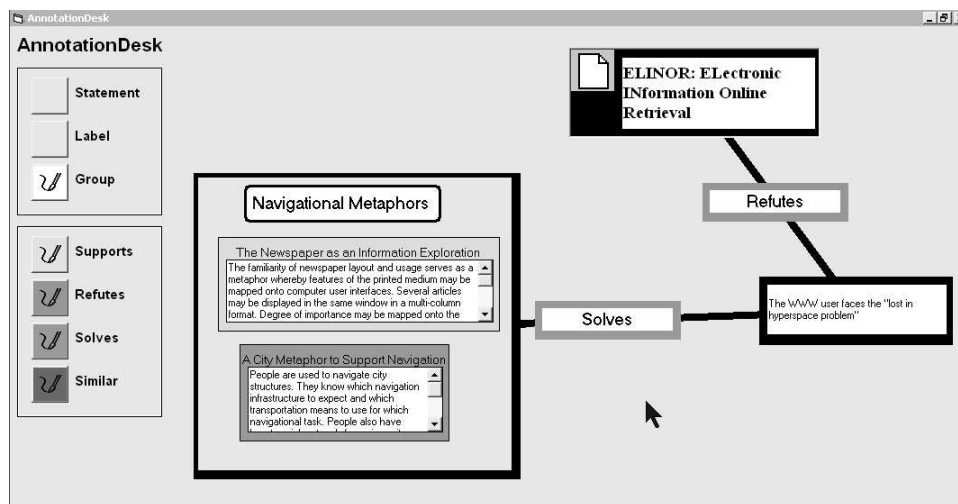 AnnotationDesk
AnnotationDesk
Statement
Label
Group
Supports
Refutes
Solves
Similar
Navigational Metaphors
The Newspaper as an Information Exploration
The familiarity of newspaper layout and usage serves as a
metaphor whereby features of the printed medium may be
mapped onto computer user interfaces. Several articles
may be displayed in the same window in a multi-column
format. Degree of importance may be mapped onto the
A City Metaphor to Support Navigation
People are used to navigate city
structures. They know which navigation
infrastructure to expect and which
transportation means to use for which
navigational task. People also have
Solves
ELINOR: ELectronic
INformation Online
Retrieval
Refutes
The WWW user faces the "lost in
hyperspace problem"